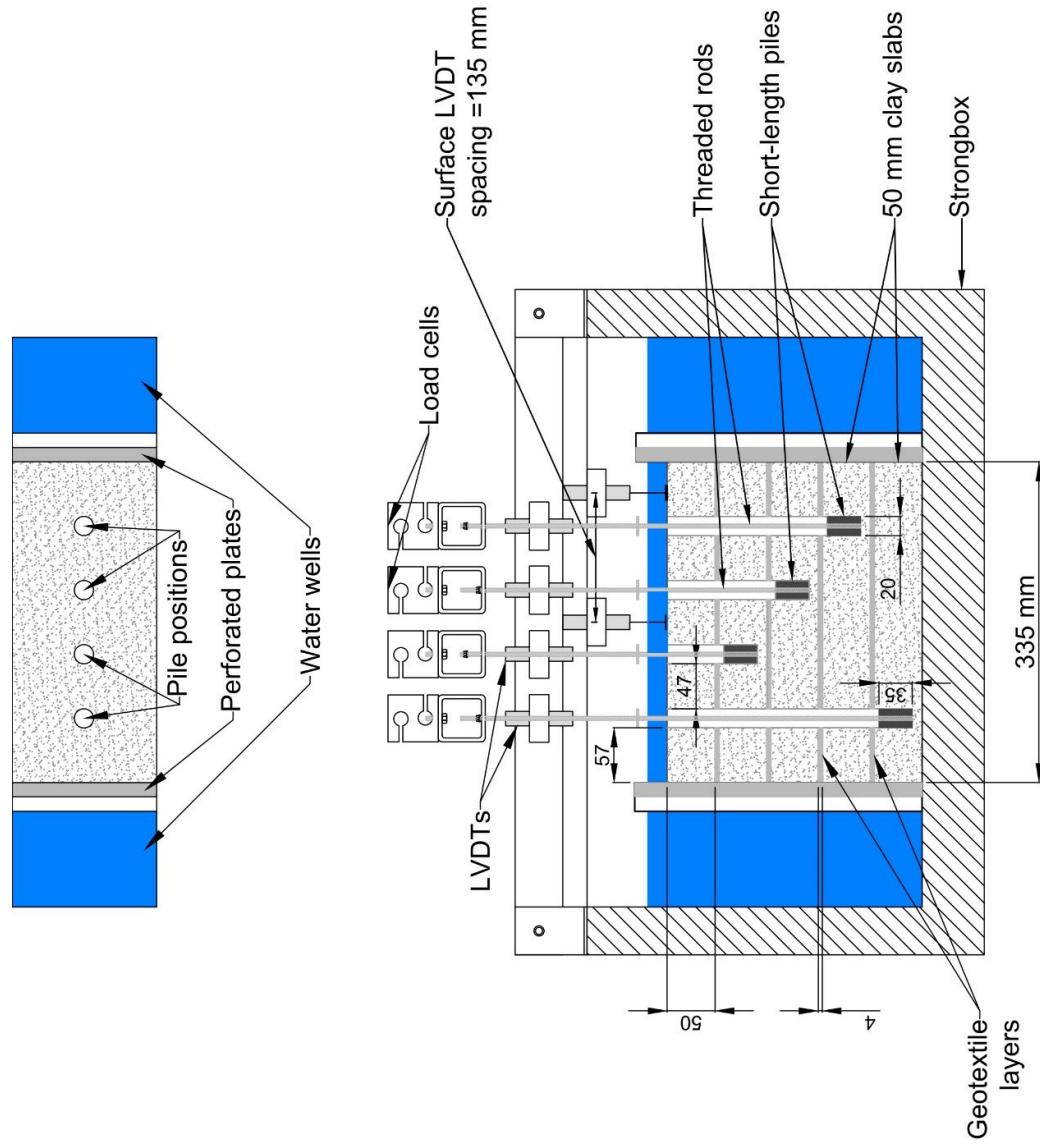 Pile positions
Perforated plates
Water wells
Load cells
Surface LVDT
spacing =135 mm
LVDTs
Threaded rods
Short-length piles
50 mm clay slabs
Strongbox
57
47
35
20
50
4
335 mm
Geotextile
layers